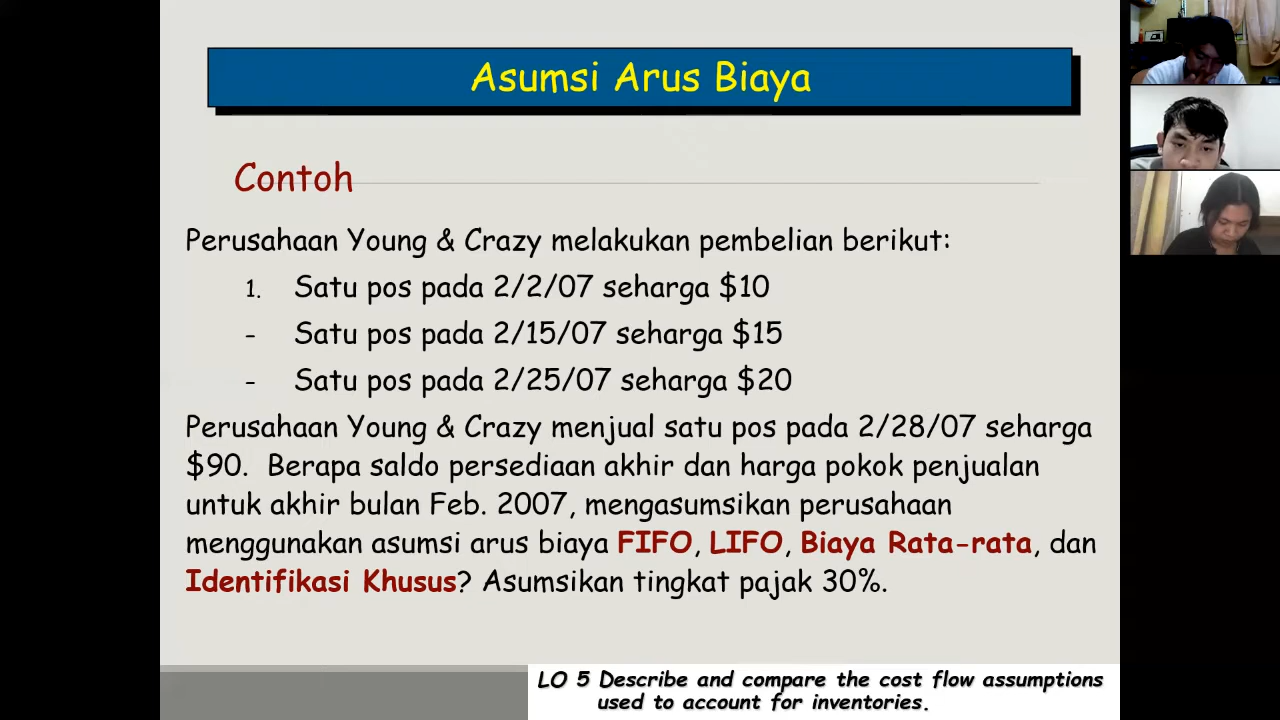 Asumsi Arus Biaya
Contoh
Perusahaan Young & Crazy melakukan pembelian berikut:
1. Satu pos pada 2/2/07 seharga $10
- Satu pos pada 2/15/07 seharga $15
- Satu pos pada 2/25/07 seharga $20
Perusahaan Young & Crazy menjual satu pos pada 2/28/07 seharga
$90. Berapa saldo persediaan akhir dan harga pokok penjualan
untuk akhir bulan Feb. 2007, mengasumsikan perusahaan
menggunakan asumsi arus biaya FIFO, LIFO, Biaya Rata-rata, dan
Identifikasi Khusus? Asumsikan tingkat pajak 30%.
LO 5 Describe and compare the cost flow assumptions
used to account for inventories.